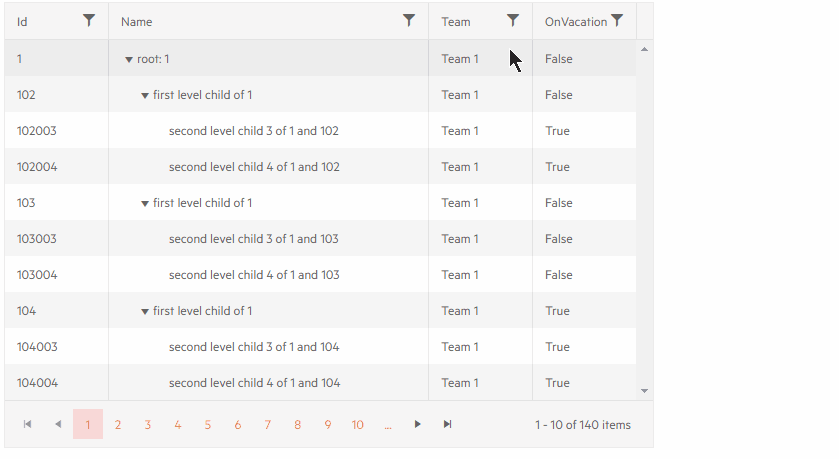 Id Name Team OnVacation
1 root: 1 Team 1 False
102 first level child of 1 Team 1 False
102003 second level child 3 of 1 and 102 Team 1 True
102004 second level child 4 of 1 and 102 Team 1 True
103 first level child of 1 Team 1 False
103003 second level child 3 of 1 and 103 Team 1 False
103004 second level child 4 of 1 and 103 Team 1 False
104 first level child of 1 Team 1 True
104003 second level child 3 of 1 and 104 Team 1 True
104004 second level child 4 of 1 and 104 Team 1 True
1 2 3 4 5 6 7 8 9 10 ... 1 - 10 of 140 items